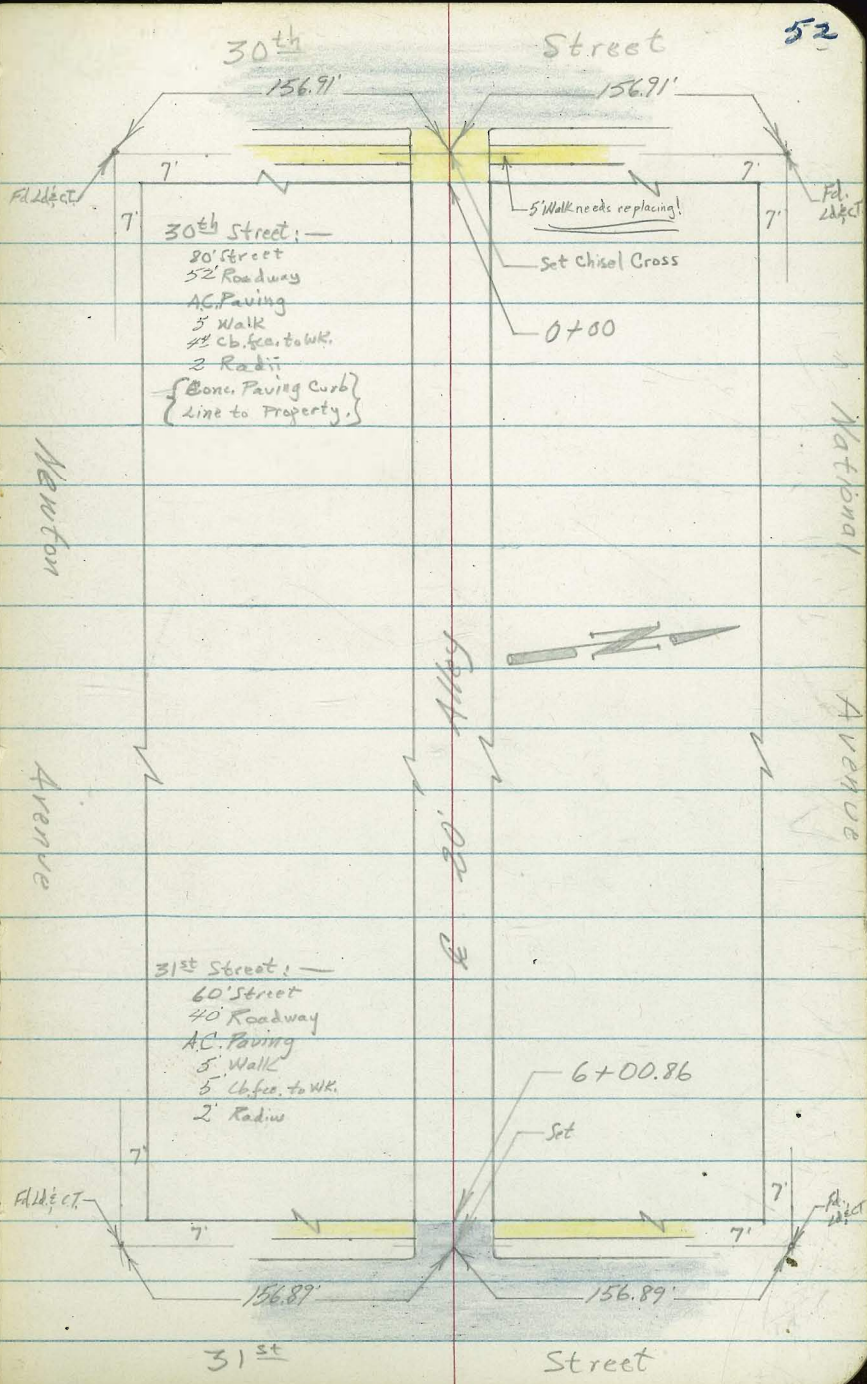 52
30th Street
156.91' 156.91'
7' 7'
Fd. Ld. & C.T. Fd. Ld. & C.T.
7' 7'
5' Walk needs replacing!
30th Street: —
80' Street
52' Roadway
A.C. Paving
5' Walk
Cb. fce. to WK.
2' Radii
{Conc. Paving Curb}
{Line to Property.}
Set Chisel Cross
0+00
Newton Avenue
National Avenue
Alley
20'
31st Street: —
60' Street
40' Roadway
A.C. Paving
5' Walk
5' Cb. fce. to WK.
2' Radius
6+00.86
Set
7' 7'
Fd. Ld. & C.T. Fd. Ld. & C.T.
7' 7'
156.89' 156.89'
31st Street